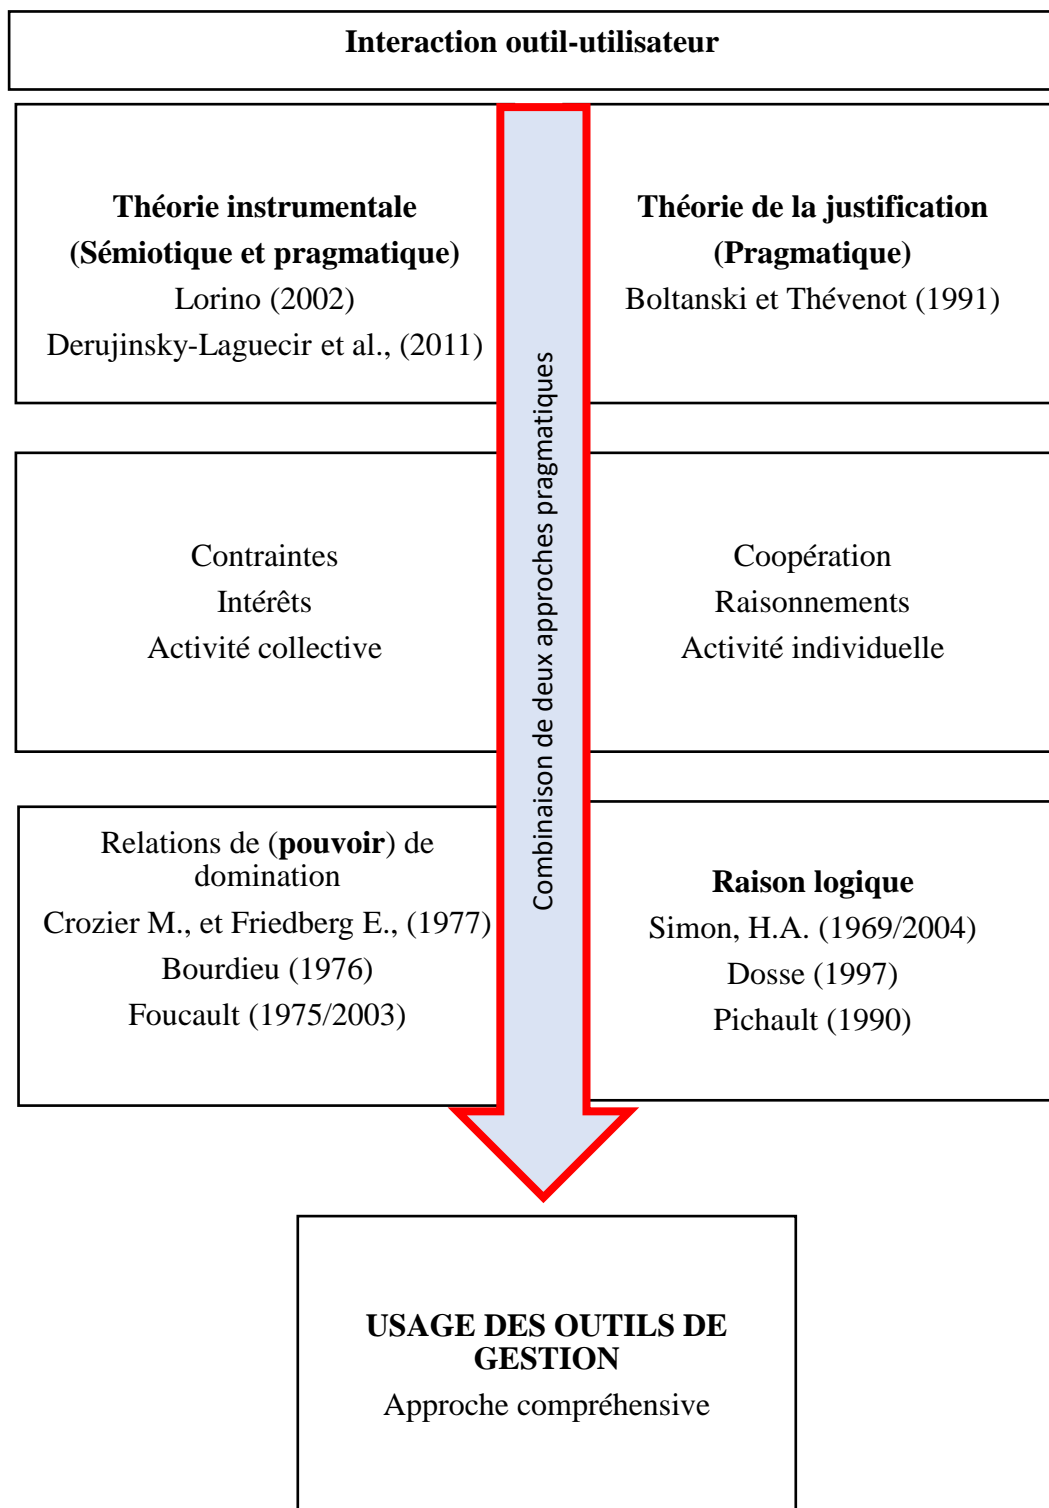 Interaction outil-utilisateur
Théorie instrumentale
(Sémiotique et pragmatique)
Lorino (2002)
Derujinsky-Laguecir et al., (2011)
Théorie de la justification
(Pragmatique)
Boltanski et Thévenot (1991)
Combinaison de deux approches pragmatiques
Contraintes
Intérêts
Activité collective
Coopération
Raisonnements
Activité individuelle
Relations de (pouvoir) de
domination
Crozier M., et Friedberg E., (1977)
Bourdieu (1976)
Foucault (1975/2003)
Raison logique
Simon, H.A. (1969/2004)
Dosse (1997)
Pichault (1990)
USAGE DES OUTILS DE
GESTION
Approche compréhensive